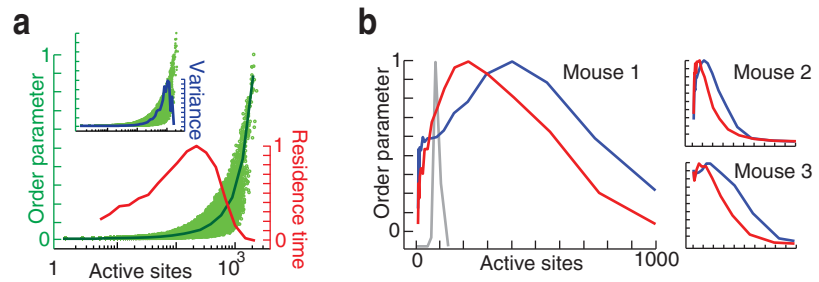 a
1
Order parameter
0
Variance
1
Residence time
0
1
Active sites
10³
b
1
Order parameter
0
Mouse 1
0
Active sites
1000
Mouse 2
Mouse 3